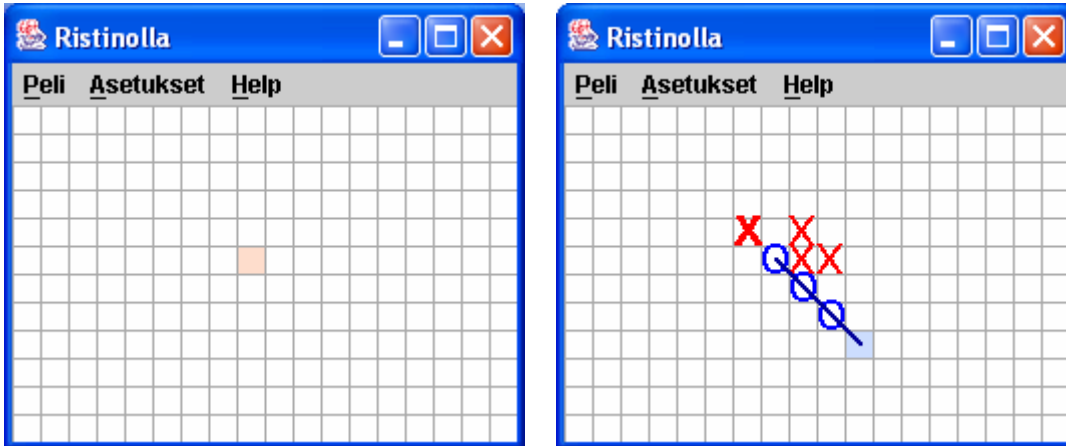 Ristinolla
Peli Asetukset Help
Ristinolla
Peli Asetukset Help
X X
O X X
O
O